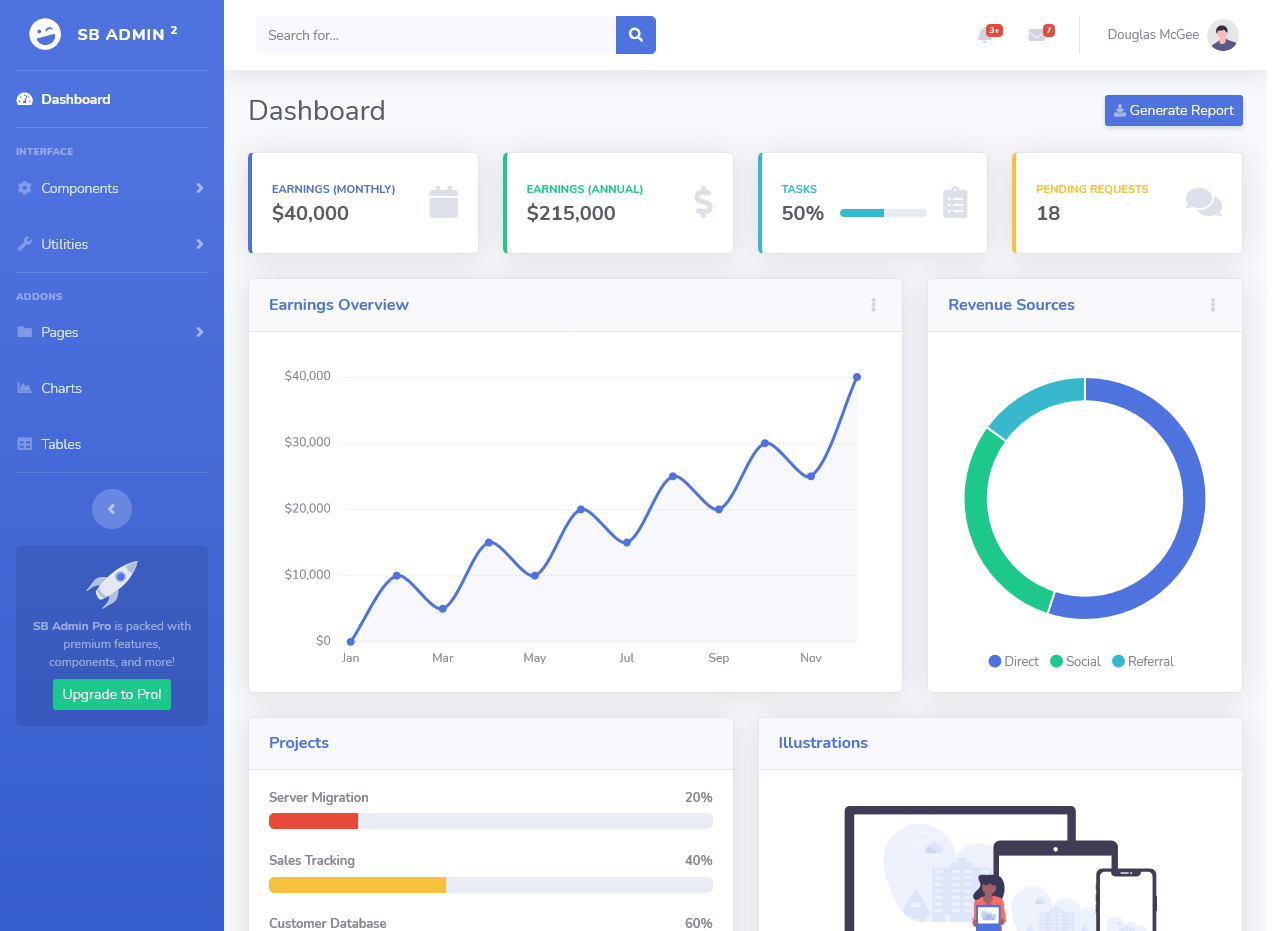 SB ADMIN 2
Search for...
3+
7
Douglas McGee
Dashboard
INTERFACE
Components
Utilities
ADDONS
Pages
Charts
Tables
SB Admin Pro is packed with
premium features,
components, and more!
Upgrade to Pro!
Dashboard
Generate Report
EARNINGS (MONTHLY)
$40,000
EARNINGS (ANNUAL)
$215,000
TASKS
50%
PENDING REQUESTS
18
Earnings Overview
$40,000
$30,000
$20,000
$10,000
$0
Jan Mar May Jul Sep Nov
Revenue Sources
Direct Social Referral
Projects
Server Migration 20%
Sales Tracking 40%
Customer Database 60%
Illustrations